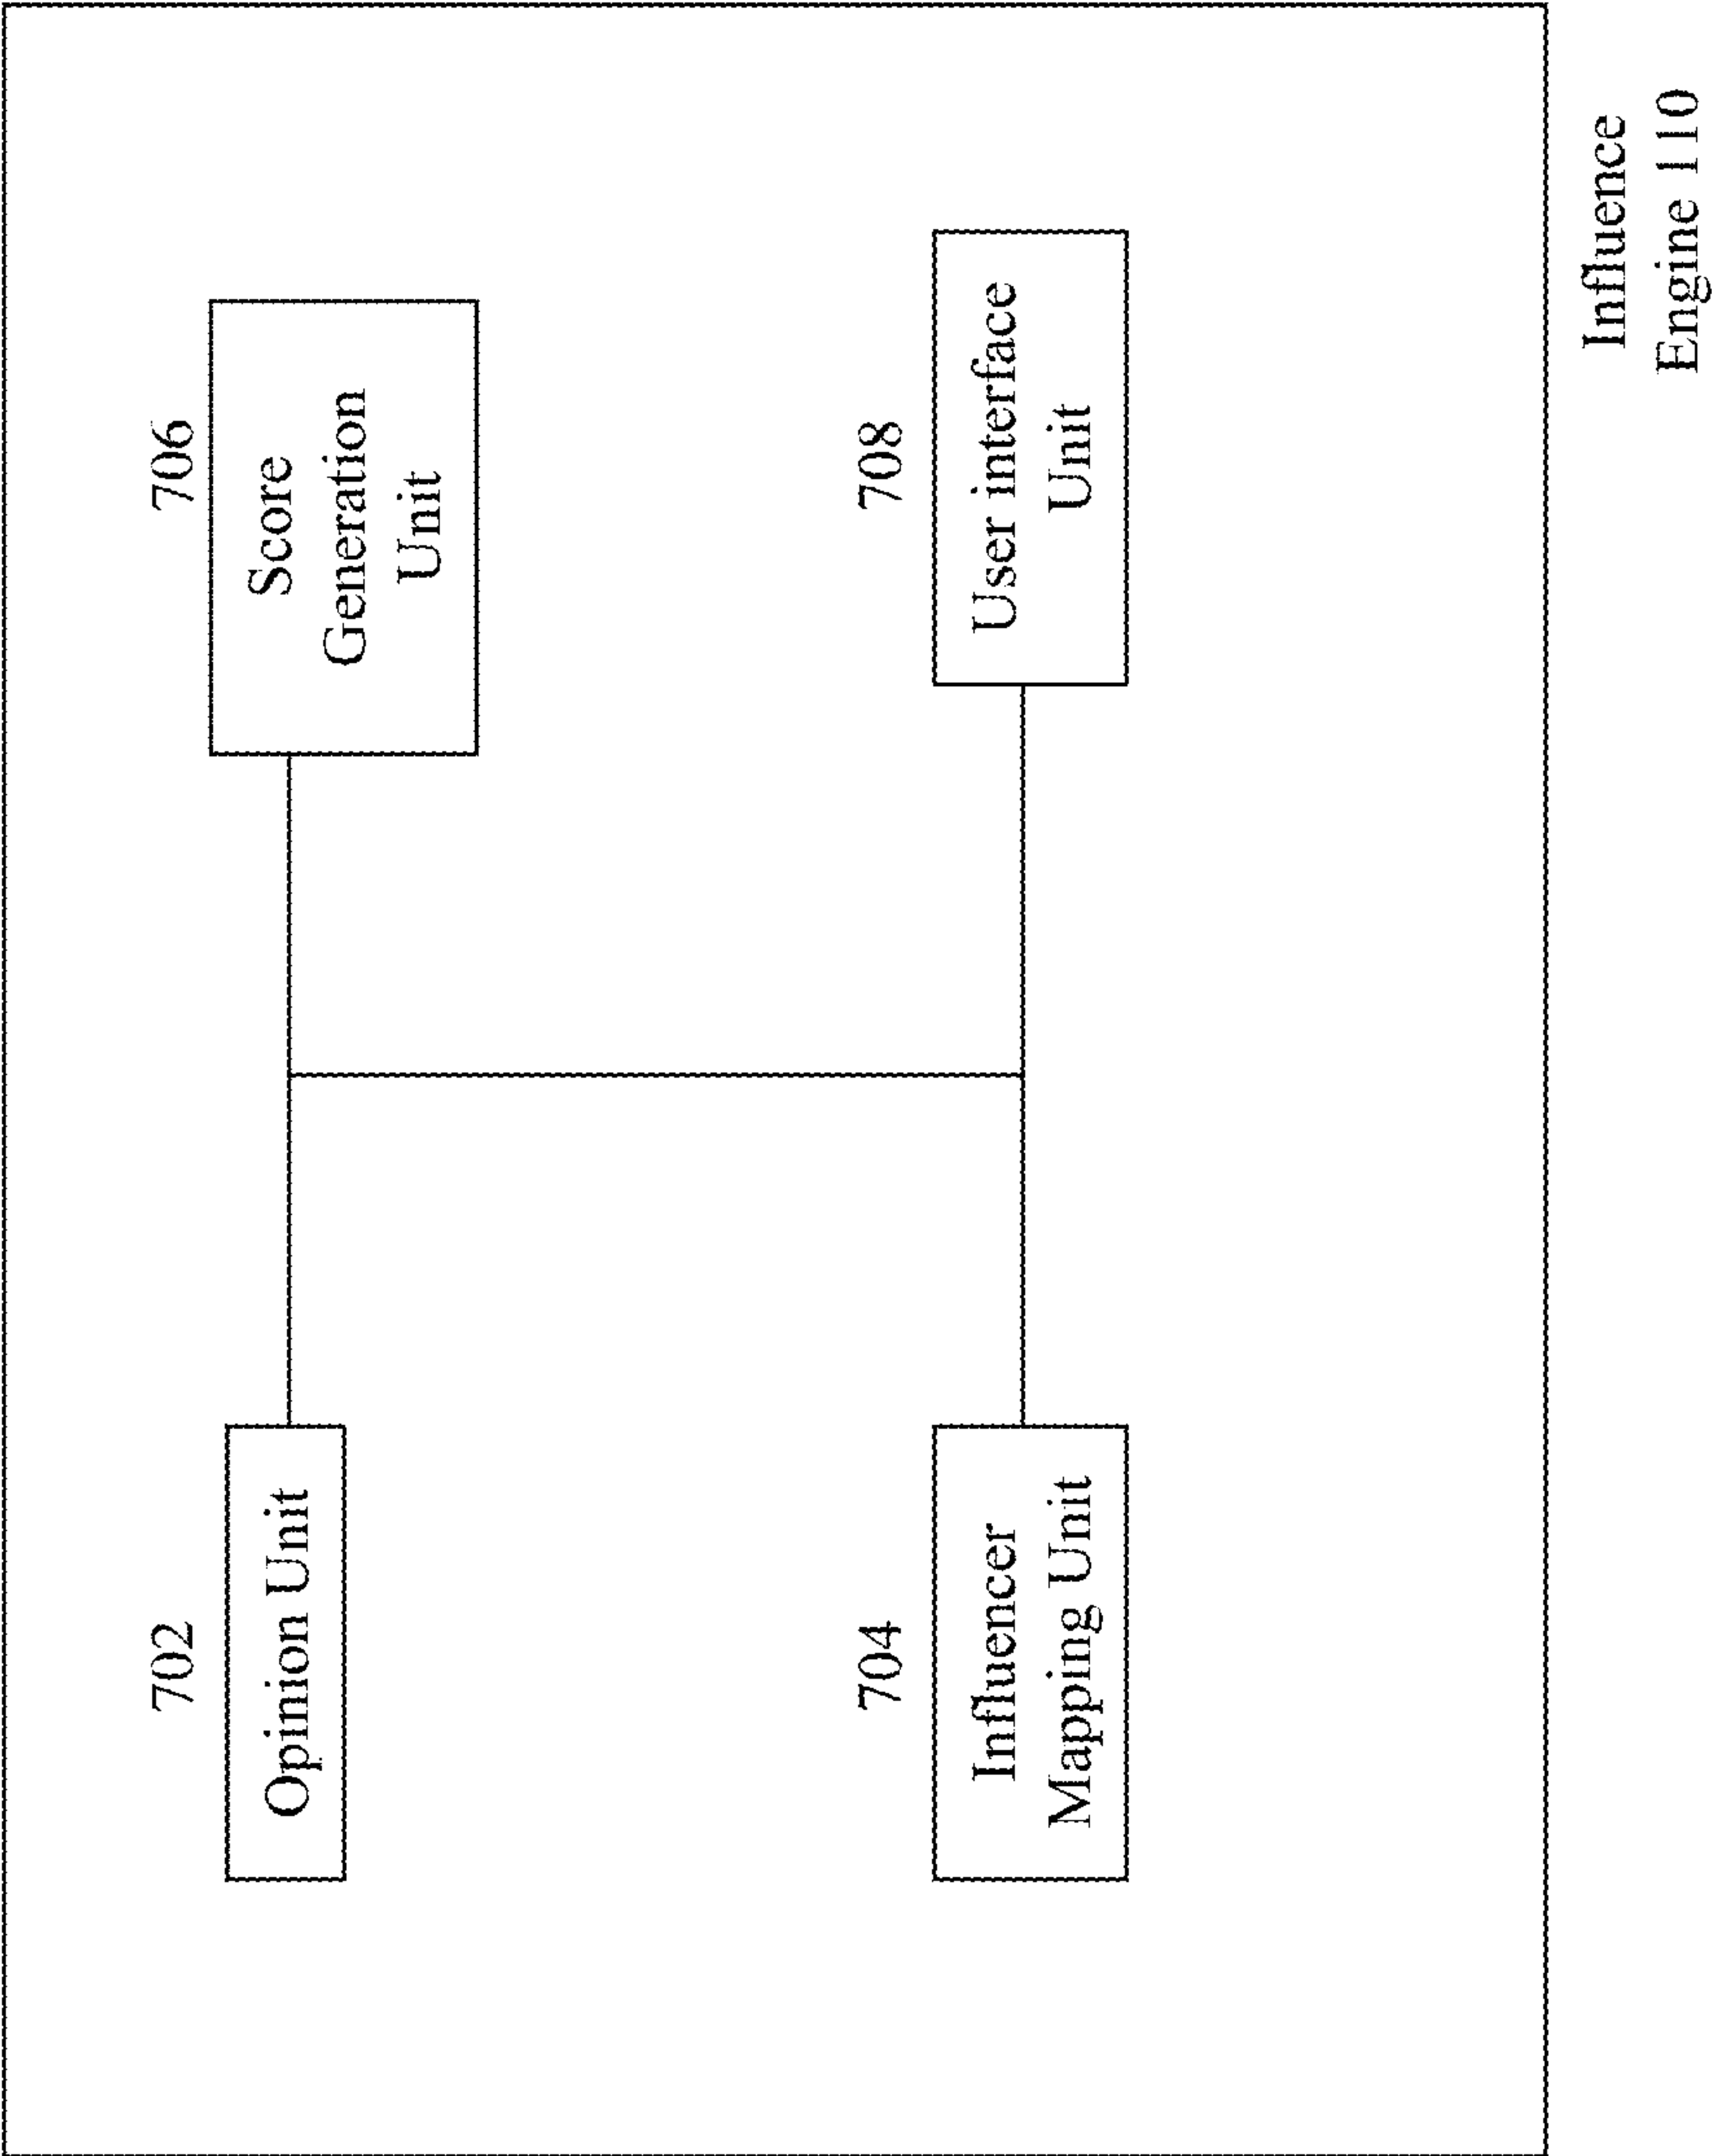 702
Opinion Unit
706
Score
Generation
Unit
704
Influencer
Mapping Unit
708
User interface
Unit
Influence
Engine 110